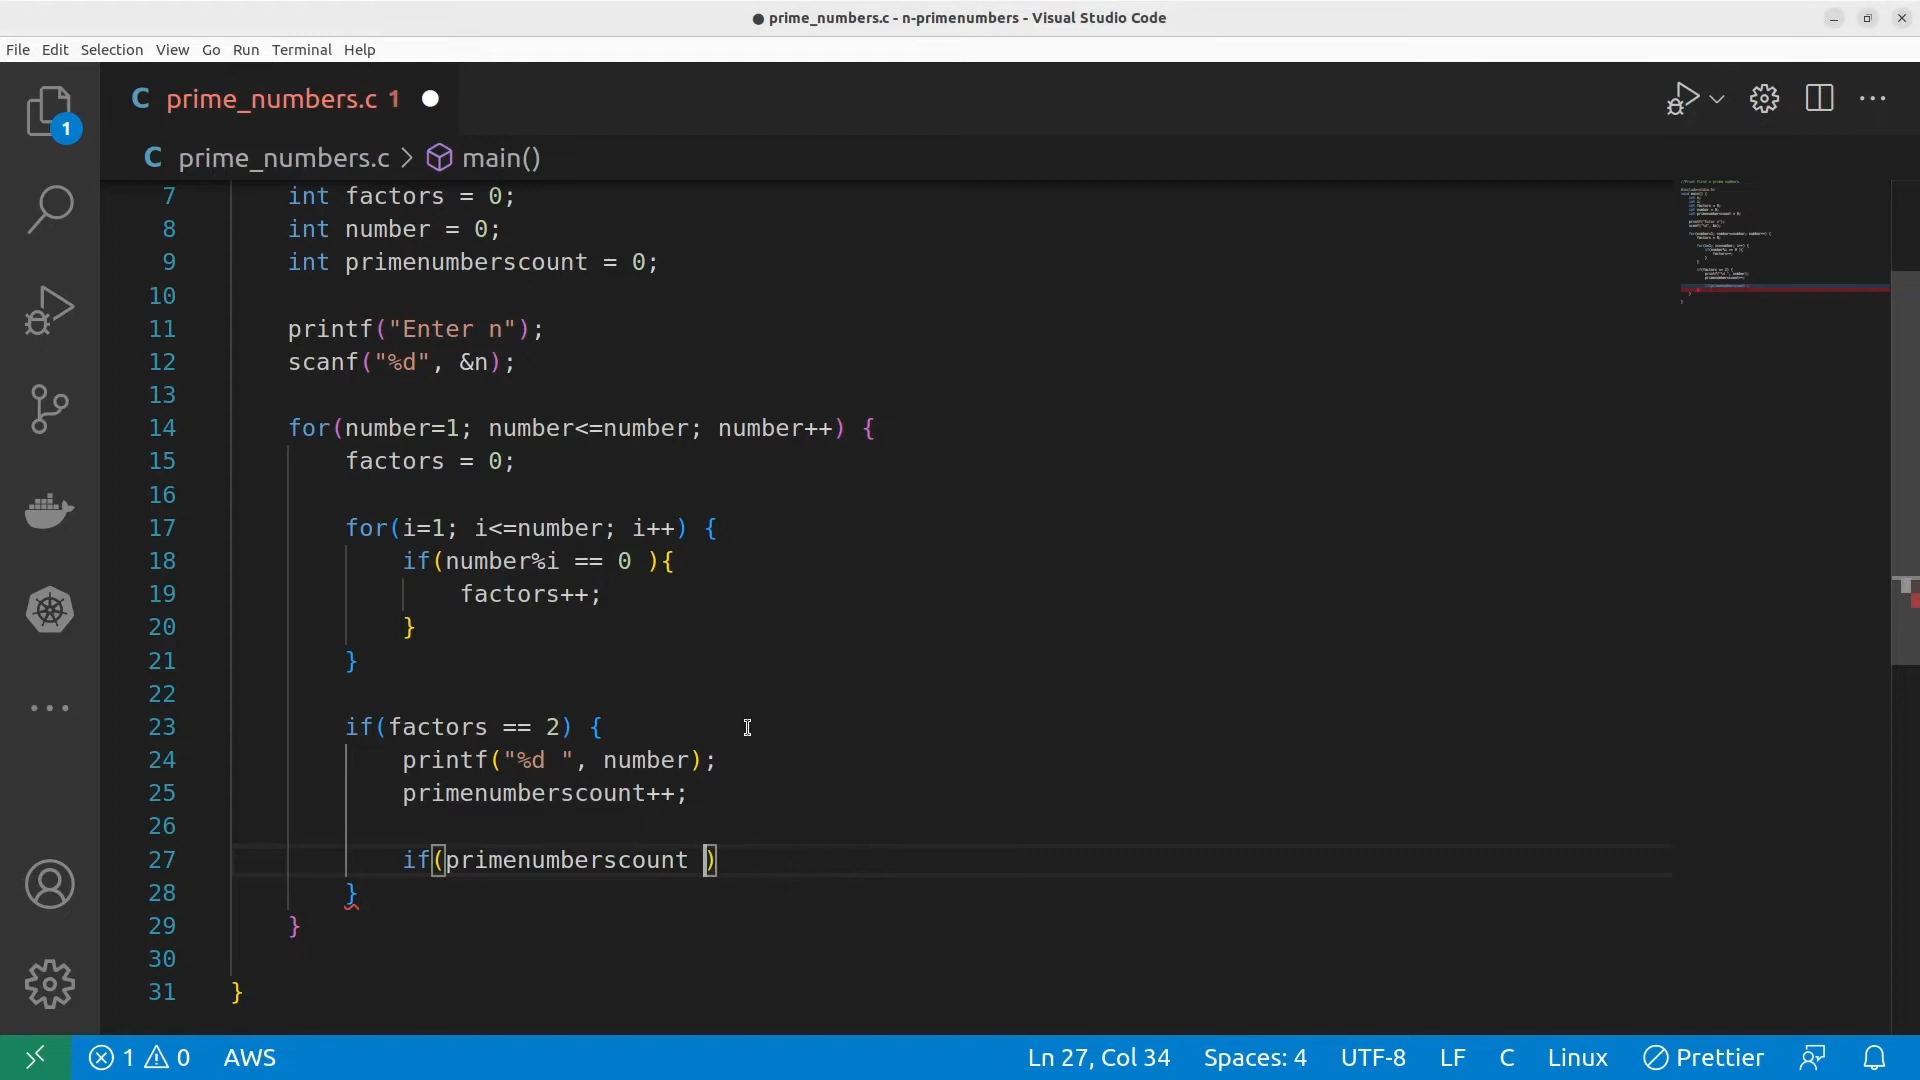 ● prime_numbers.c - n-primenumbers - Visual Studio Code
File Edit Selection View Go Run Terminal Help
C prime_numbers.c 1
C prime_numbers.c > main()
1
7 int factors = 0;
8 int number = 0;
9 int primenumberscount = 0;
10
11 printf("Enter n");
12 scanf("%d", &n);
13
14 for(number=1; number<=number; number++) {
15 factors = 0;
16
17 for(i=1; i<=number; i++) {
18 if(number%i == 0 ){
19 factors++;
20 }
21 }
22
23 if(factors == 2) {
24 printf("%d ", number);
25 primenumberscount++;
26
27 if(primenumberscount )
28 }
29 }
30
31 }
1 0 AWS Ln 27, Col 34 Spaces: 4 UTF-8 LF C Linux Prettier